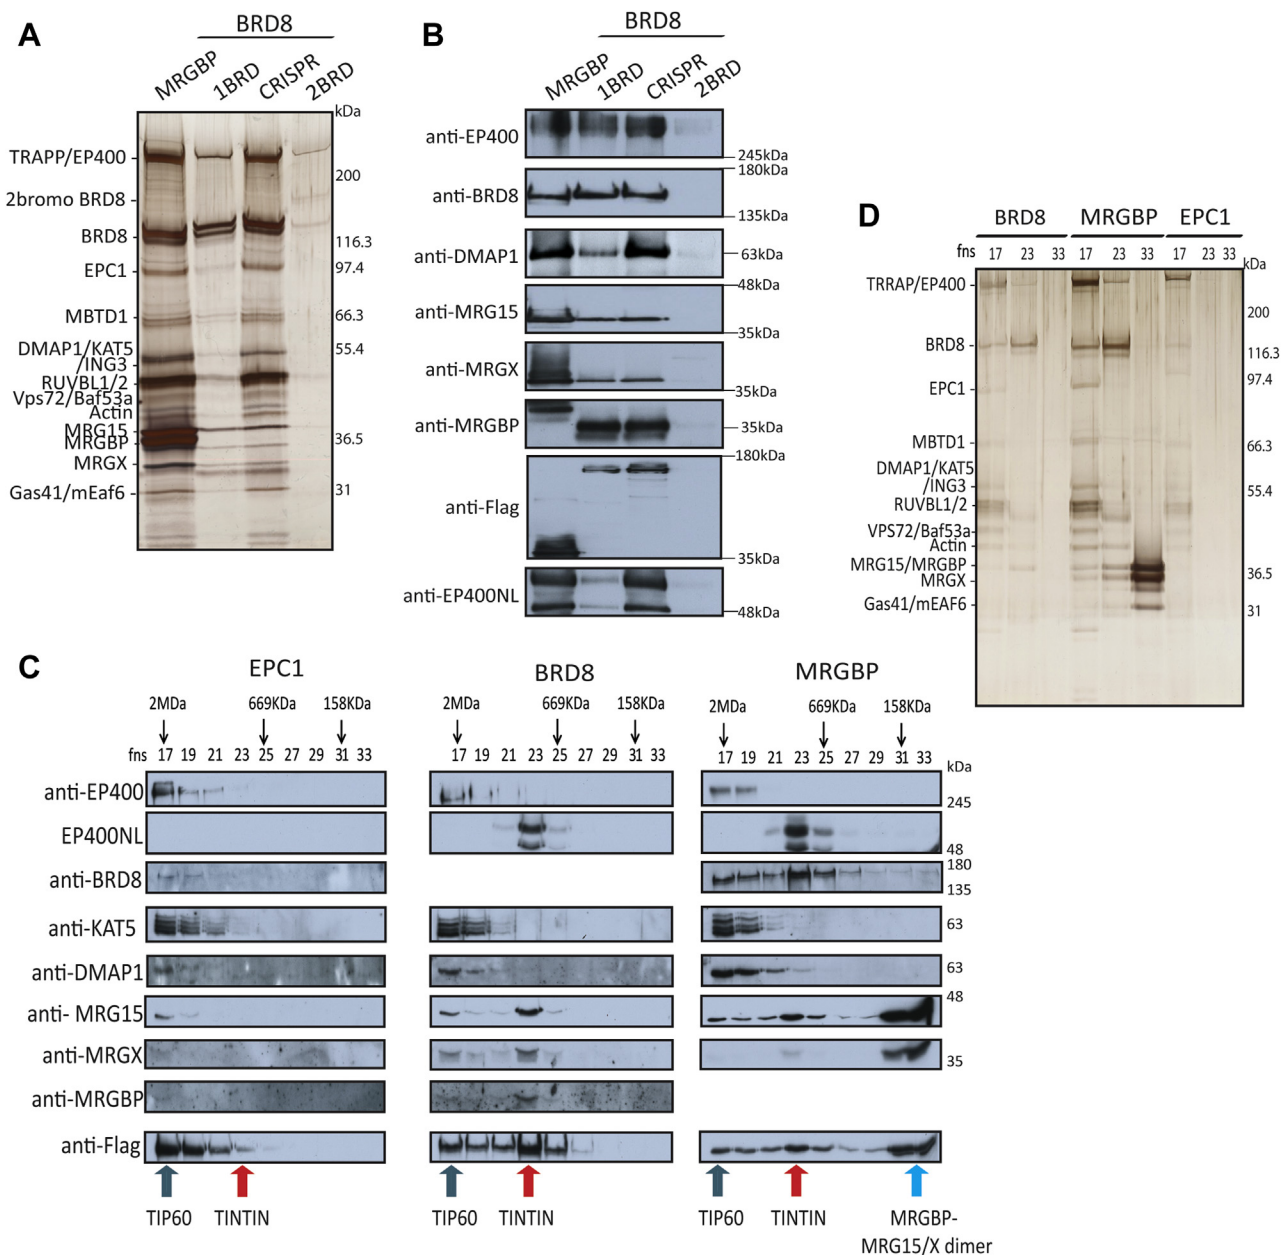 A
BRD8
MRGBP
1BRD
CRISPR
2BRD
kDa
TRAPP/EP400
200
2bromo BRD8
BRD8
116.3
EPC1
97.4
MBTD1
66.3
DMAP1/KAT5
/ING3
55.4
RUVBL1/2
Vps72/Baf53a
Actin
MRG15
MRGBP
36.5
MRGX
Gas41/mEaf6
31
B
BRD8
MRGBP
1BRD
CRISPR
2BRD
anti-EP400
245kDa
180kDa
anti-BRD8
135kDa
anti-DMAP1
63kDa
48kDa
anti-MRG15
35kDa
anti-MRGX
35kDa
anti-MRGBP
35kDa
180kDa
anti-Flag
35kDa
anti-EP400NL
48kDa
D
BRD8 MRGBP EPC1
fns 17 23 33 17 23 33 17 23 33
kDa
TRRAP/EP400
200
BRD8
116.3
EPC1
97.4
MBTD1
66.3
DMAP1/KAT5
/ING3
55.4
RUVBL1/2
VPS72/Baf53a
Actin
MRG15/MRGBP
36.5
MRGX
Gas41/mEAF6
31
C
EPC1 BRD8 MRGBP
2MDa 669KDa 158KDa 2MDa 669KDa 158KDa 2MDa 669KDa 158KDa
fns 17 19 21 23 25 27 29 31 33 17 19 21 23 25 27 29 31 33 17 19 21 23 25 27 29 31 33
kDa
anti-EP400
245
EP400NL
48
180
anti-BRD8
135
anti-KAT5
63
anti-DMAP1
63
48
anti- MRG15
anti-MRGX
35
anti-MRGBP
anti-Flag
TIP60 TINTIN TIP60 TINTIN TIP60 TINTIN MRGBP-
MRG15/X dimer